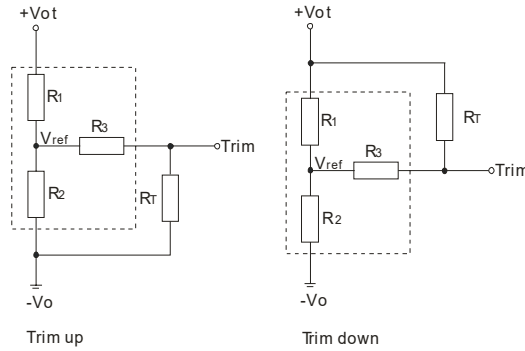 +Vot
R1
Vref
R3
Trim
R2
RT
-Vo
Trim up
+Vot
R1
RT
Vref
R3
Trim
R2
-Vo
Trim down